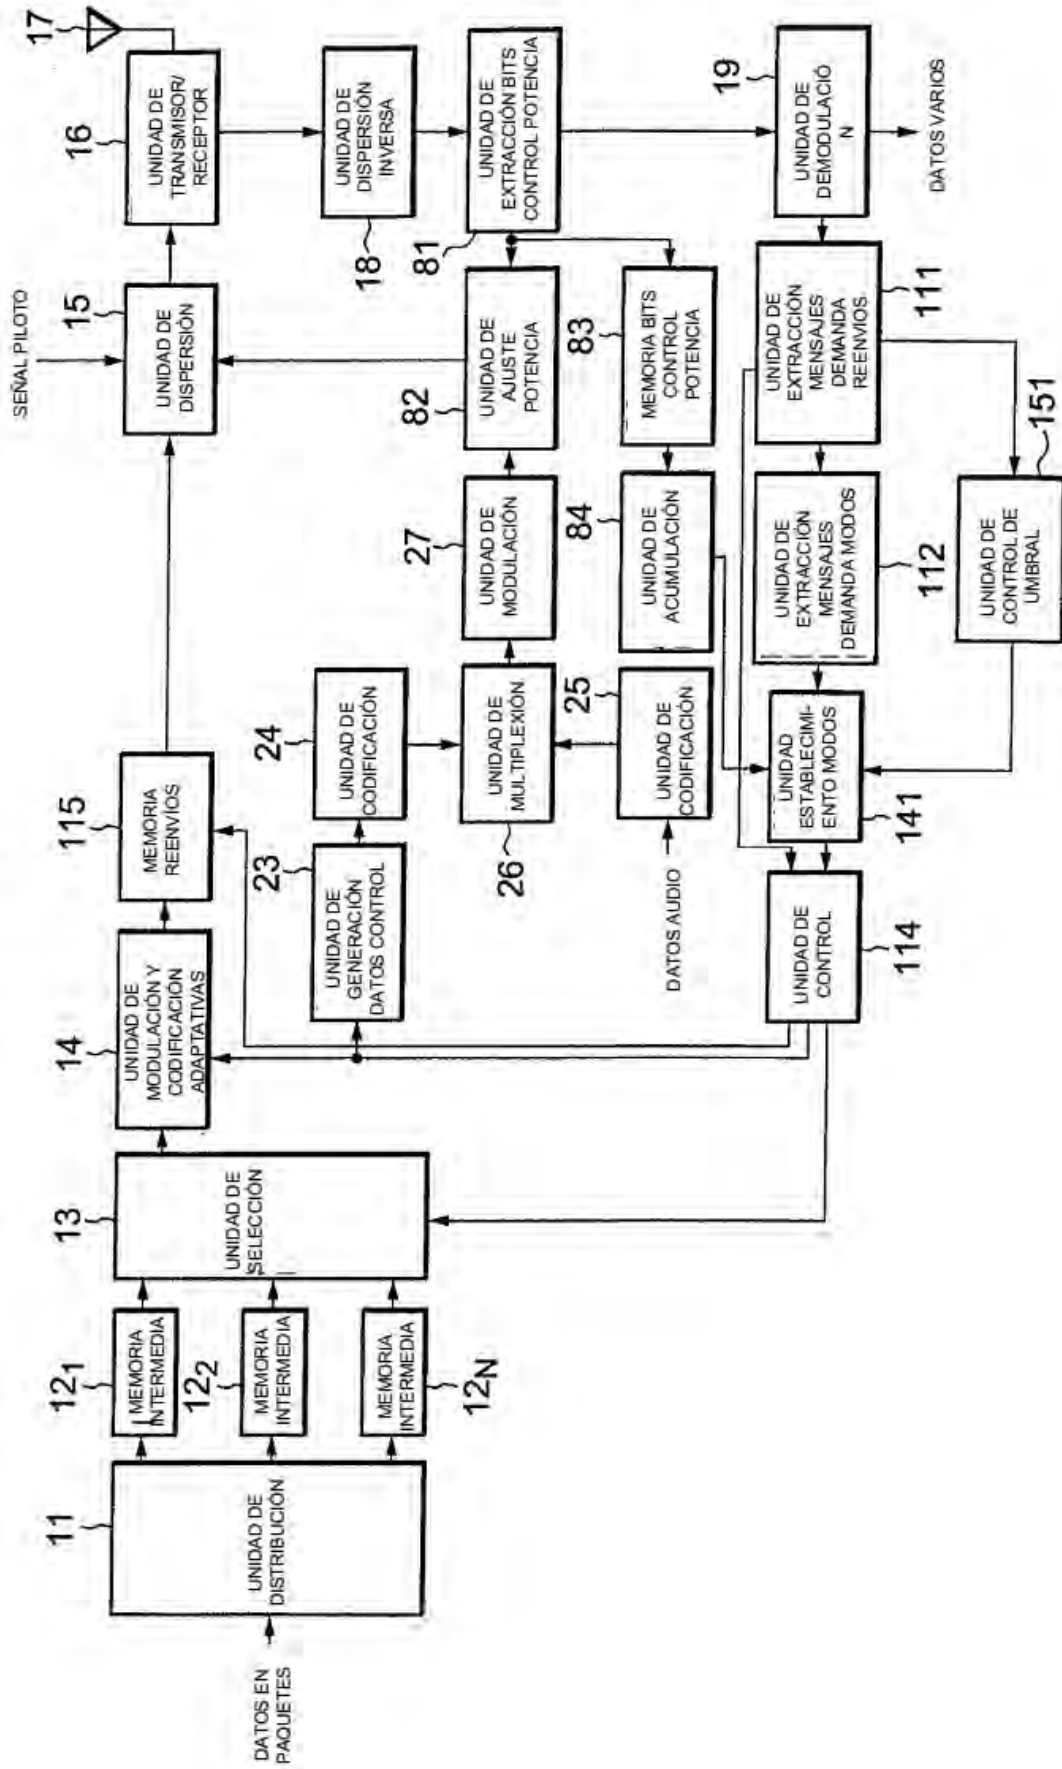 DATOS EN
PAQUETES
11
UNIDAD DE
DISTRIBUCIÓN
12₁
MEMORIA
INTERMEDIA
12₂
MEMORIA
INTERMEDIA
12N
MEMORIA
INTERMEDIA
13
UNIDAD DE
SELECCIÓN
14
UNIDAD DE
MODULACIÓN Y
CODIFICACIÓN
ADAPTATIVAS
115
MEMORIA
REENVÍOS
SEÑAL PILOTO
15
UNIDAD DE
DISPERSIÓN
16
UNIDAD DE
TRANSMISOR/
RECEPTOR
17
23
UNIDAD DE
GENERACIÓN
DATOS CONTROL
24
UNIDAD DE
CODIFICACIÓN
18
UNIDAD DE
DISPERSIÓN
INVERSA
26
UNIDAD DE
MULTIPLEXIÓN
27
UNIDAD DE
MODULACIÓN
82
UNIDAD DE
AJUSTE
POTENCIA
81
UNIDAD DE
EXTRACCIÓN BITS
CONTROL POTENCIA
DATOS AUDIO
25
UNIDAD DE
CODIFICACIÓN
84
UNIDAD DE
ACUMULACIÓN
83
MEMORIA BITS
CONTROL
POTENCIA
114
UNIDAD DE
CONTROL
141
UNIDAD
ESTABLECIMI-
ENTO MODOS
112
UNIDAD DE
EXTRACCIÓN
MENSAJES
DEMANDA MODOS
111
UNIDAD DE
EXTRACCIÓN
MENSAJES
DEMANDA
REENVIOS
19
UNIDAD DE
DEMODULACIÓ
N
DATOS VARIOS
151
UNIDAD DE
CONTROL DE
UMBRAL